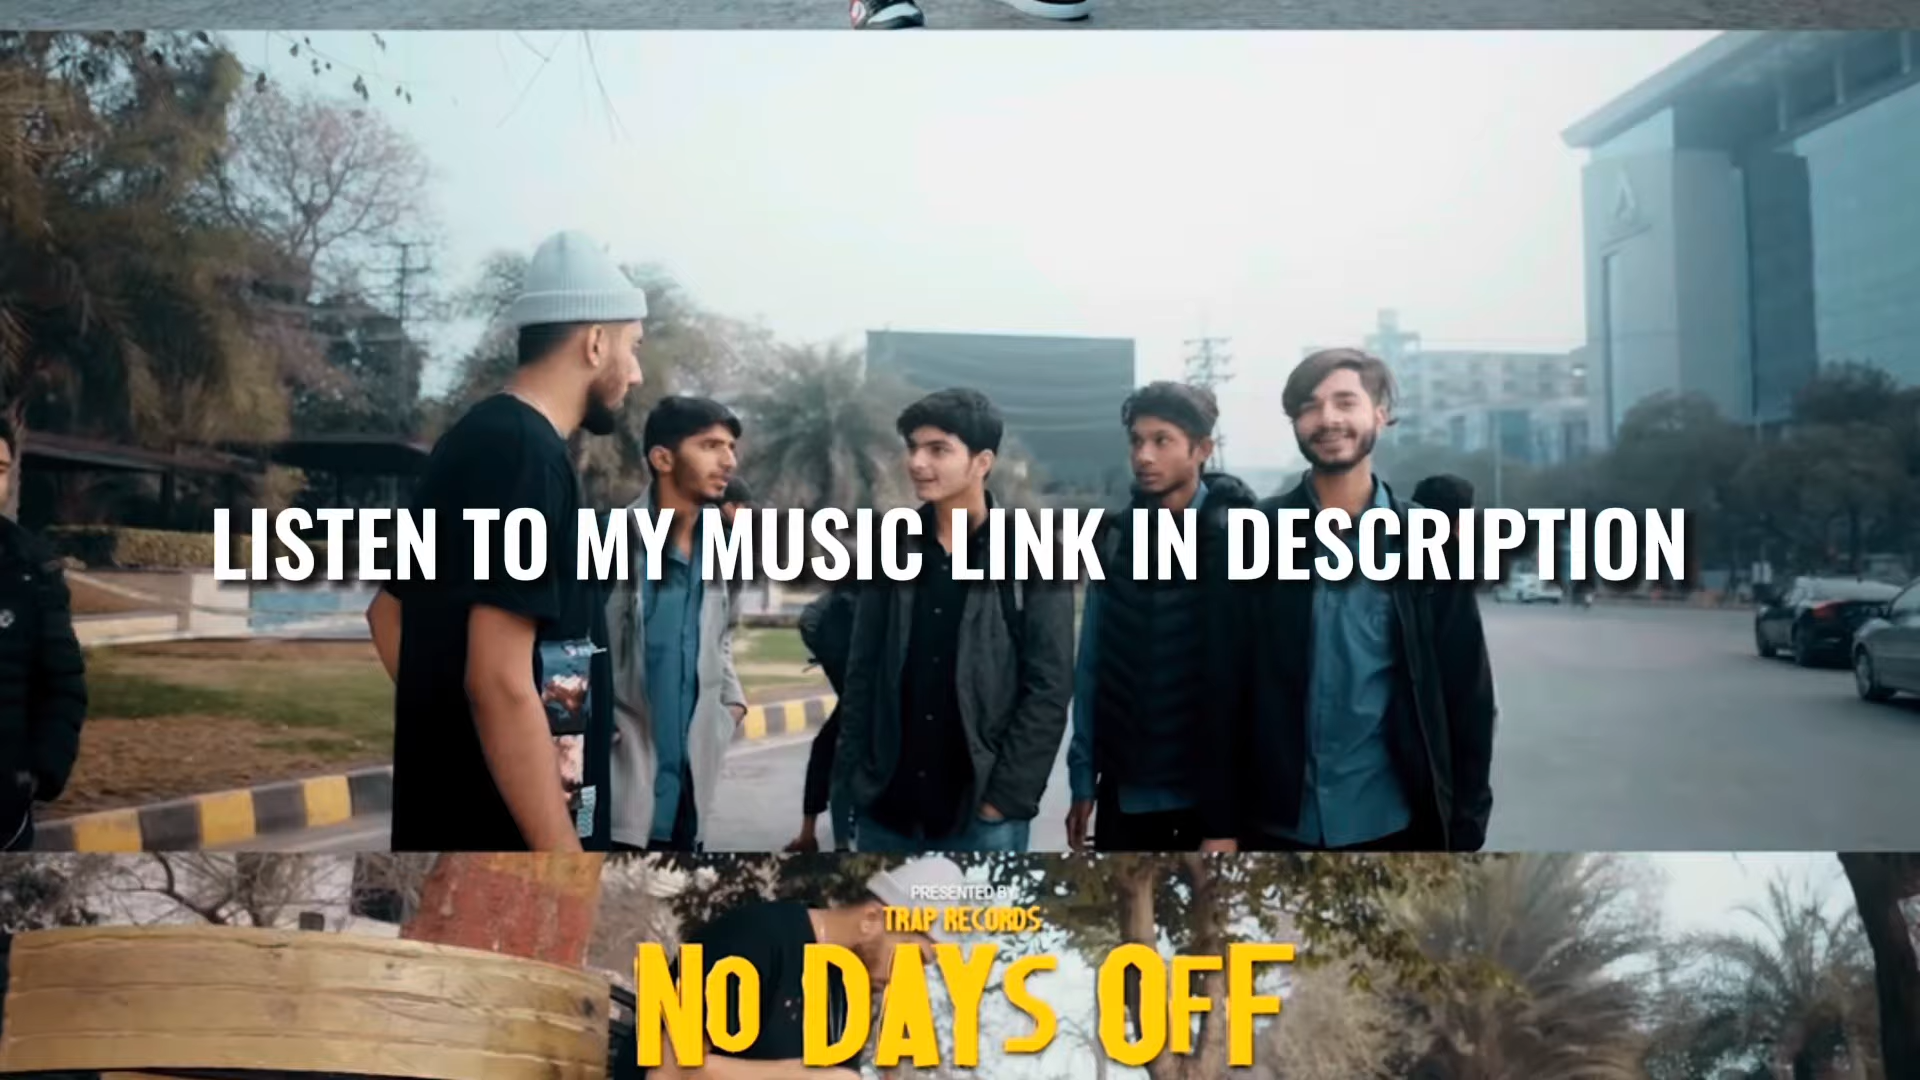 LISTEN TO MY MUSIC LINK IN DESCRIPTION
PRESENTED BY:
TRAP RECORDS
NO DAYS OFF